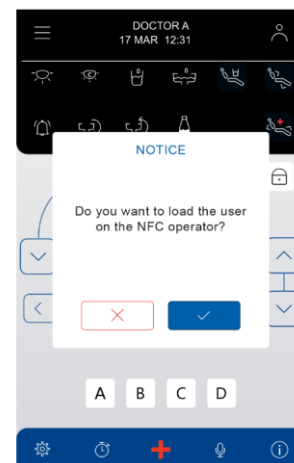 DOCTOR A
17 MAR 12:31
NOTICE
Do you want to load the user
on the NFC operator?
A B C D